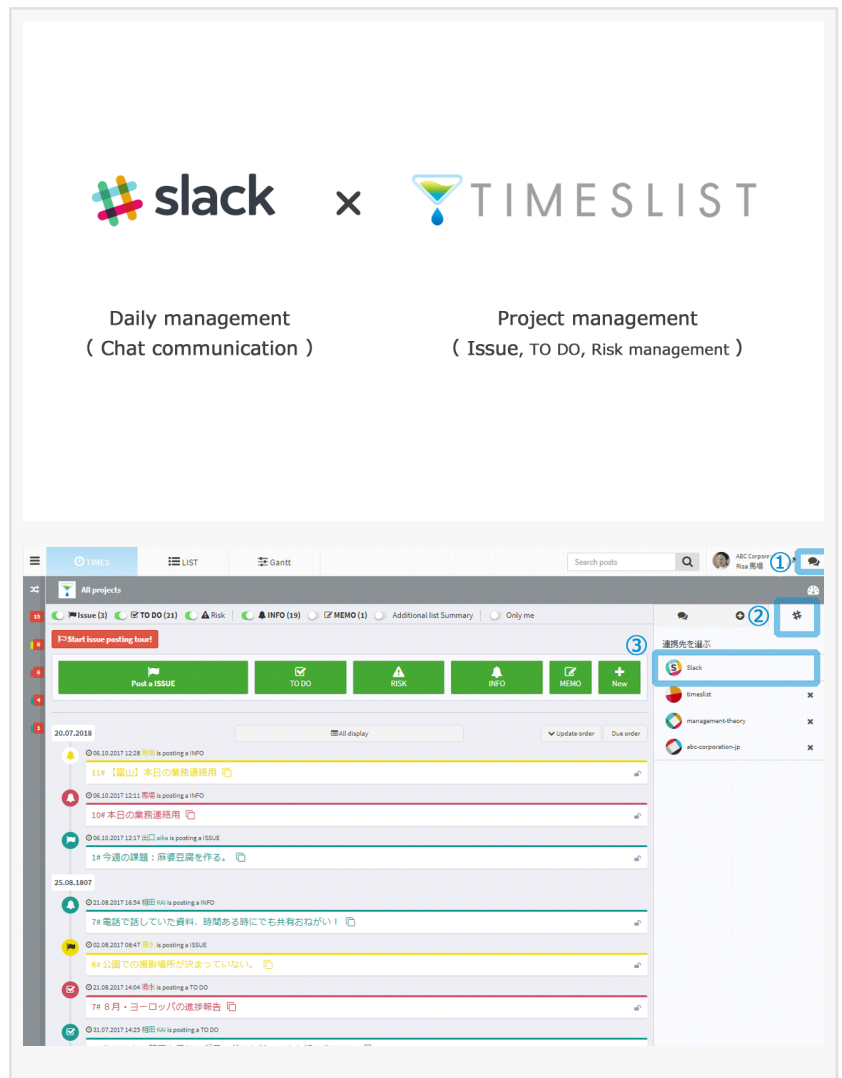 slack x TIMESLIST
Daily management
( Chat communication )
Project management
( Issue, TO DO, Risk management )
TIMES LIST Gantt Search posts
ABC Corpore
Risa 馬場
①
All projects
②
Issue (3) TO DO (21) Risk INFO (19) MEMO (1) Additional list Summary Only me
Start issue posting tour!
Post a ISSUE
TO DO
RISK
INFO
MEMO
New
③
連携先を選ぶ
Slack
timeslist
management-theory
abc-corporation-jp
15
9
6
4
1
20.07.2018 All display Update order Due order
06.10.2017 12:28 馬場 is posting a INFO
11# 【富山】本日の業務連絡用
06.10.2017 12:11 馬場 is posting a INFO
10# 本日の業務連絡用
06.10.2017 12:17 出口 aika is posting a ISSUE
1# 今週の課題：麻婆豆腐を作る。
25.08.1807
21.08.2017 16:54 相田 KAI is posting a INFO
7# 電話で話していた資料、時間ある時にでも共有おねがい！
02.08.2017 08:47 清水 is posting a ISSUE
8# 公園での撮影場所が決まっていない。
21.08.2017 14:04 清水 is posting a TO DO
7# 8月・ヨーロッパの進捗報告
31.07.2017 14:25 相田 KAI is posting a TO DO